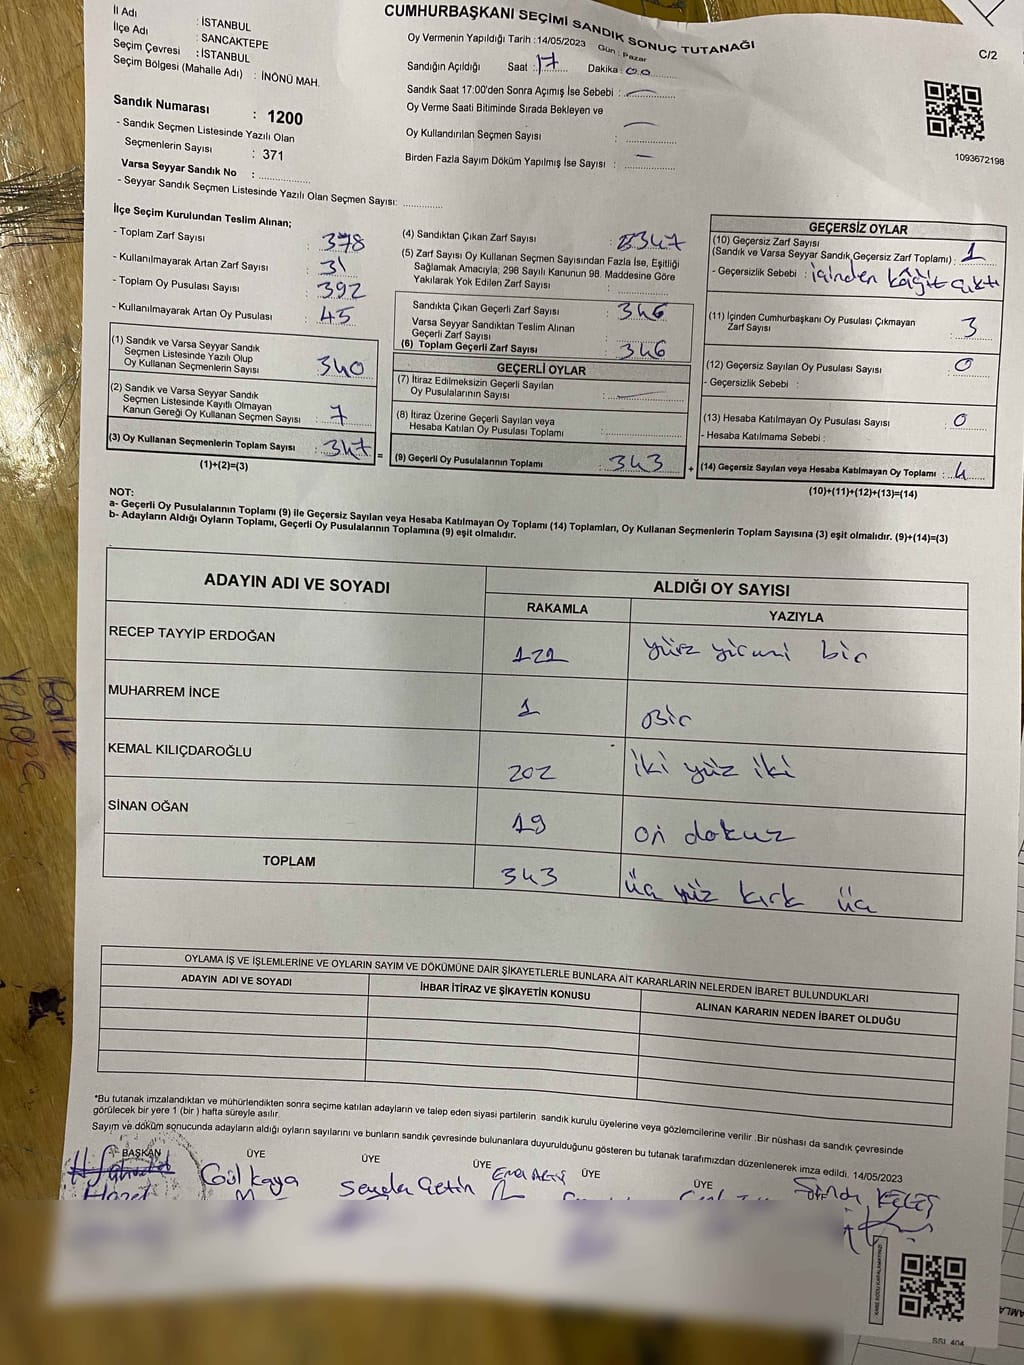 CUMHURBAŞKANI SEÇİMİ SANDIK SONUÇ TUTANAĞI
C/2
İl Adı : İSTANBUL
İlçe Adı : SANCAKTEPE
Seçim Çevresi : İSTANBUL
Seçim Bölgesi (Mahalle Adı) : İNÖNÜ MAH.
Sandık Numarası : 1200
- Sandık Seçmen Listesinde Yazılı Olan
Seçmenlerin Sayısı : 371
Varsa Seyyar Sandık No : ............
- Seyyar Sandık Seçmen Listesinde Yazılı Olan Seçmen Sayısı: ............
Oy Vermenin Yapıldığı Tarih : 14/05/2023 Gün : Pazar
Sandığın Açıldığı Saat : 17 Dakika : 00
Sandık Saat 17:00'den Sonra Açımış İse Sebebi :
Oy Verme Saati Bitiminde Sırada Bekleyen ve
Oy Kullandırılan Seçmen Sayısı :
Birden Fazla Sayım Döküm Yapılmış İse Sayısı : —
1093672198
İlçe Seçim Kurulundan Teslim Alınan;
- Toplam Zarf Sayısı : 378
- Kullanılmayarak Artan Zarf Sayısı : 31
- Toplam Oy Pusulası Sayısı : 392
- Kullanılmayarak Artan Oy Pusulası : 45
(1) Sandık ve Varsa Seyyar Sandık
Seçmen Listesinde Yazılı Olup
Oy Kullanan Seçmenlerin Sayısı : 340
(2) Sandık ve Varsa Seyyar Sandık
Seçmen Listesinde Kayıtlı Olmayan
Kanun Gereği Oy Kullanan Seçmen Sayısı : 7
(3) Oy Kullanan Seçmenlerin Toplam Sayısı : 347 =
(1)+(2)=(3)
(4) Sandıktan Çıkan Zarf Sayısı : 347
(5) Zarf Sayısı Oy Kullanan Seçmen Sayısından Fazla İse, Eşitliği
Sağlamak Amacıyla; 298 Sayılı Kanunun 98. Maddesine Göre
Yakılarak Yok Edilen Zarf Sayısı :
Sandıkta Çıkan Geçerli Zarf Sayısı : 346
Varsa Seyyar Sandıktan Teslim Alınan
Geçerli Zarf Sayısı :
(6) Toplam Geçerli Zarf Sayısı : 346
GEÇERLİ OYLAR
(7) İtiraz Edilmeksizin Geçerli Sayılan
Oy Pusulalarının Sayısı :
(8) İtiraz Üzerine Geçerli Sayılan veya
Hesaba Katılan Oy Pusulası Toplamı :
(9) Geçerli Oy Pusulalarının Toplamı : 343 +
GEÇERSİZ OYLAR
(10) Geçersiz Zarf Sayısı
(Sandık ve Varsa Seyyar Sandık Geçersiz Zarf Toplamı) : 1
- Geçersizlik Sebebi : içinden kâğıt çıktı
(11) İçinden Cumhurbaşkanı Oy Pusulası Çıkmayan
Zarf Sayısı : 3
(12) Geçersiz Sayılan Oy Pusulası Sayısı : 0
- Geçersizlik Sebebi :
(13) Hesaba Katılmayan Oy Pusulası Sayısı : 0
- Hesaba Katılmama Sebebi :
(14) Geçersiz Sayılan veya Hesaba Katılmayan Oy Toplamı : 4
(10)+(11)+(12)+(13)=(14)
NOT:
a- Geçerli Oy Pusulalarının Toplamı (9) ile Geçersiz Sayılan veya Hesaba Katılmayan Oy Toplamı (14) Toplamları, Oy Kullanan Seçmenlerin Toplam Sayısına (3) eşit olmalıdır. (9)+(14)=(3)
b- Adayların Aldığı Oyların Toplamı, Geçerli Oy Pusulalarının Toplamına (9) eşit olmalıdır.
ADAYIN ADI VE SOYADI
ALDIĞI OY SAYISI
RAKAMLA YAZIYLA
RECEP TAYYİP ERDOĞAN 121 yüz yirmi bir
MUHARREM İNCE 1 Bir
KEMAL KILIÇDAROĞLU 202 iki yüz iki
SİNAN OĞAN 19 on dokuz
TOPLAM 343 üç yüz kırk üç
OYLAMA İŞ VE İŞLEMLERİNE VE OYLARIN SAYIM VE DÖKÜMÜNE DAİR ŞİKAYETLERLE BUNLARA AİT KARARLARIN NELERDEN İBARET BULUNDUKLARI
ADAYIN ADI VE SOYADI İHBAR İTİRAZ VE ŞİKAYETİN KONUSU ALINAN KARARIN NEDEN İBARET OLDUĞU
*Bu tutanak imzalandıktan ve mühürlendikten sonra seçime katılan adayların ve talep eden siyasi partilerin sandık kurulu üyelerine veya gözlemcilerine verilir. Bir nüshası da sandık çevresinde
görülecek bir yere 1 (bir) hafta süreyle asılır.
Sayım ve döküm sonucunda adayların aldığı oyların sayılarını ve bunların sandık çevresinde bulunanlara duyurulduğunu gösteren bu tutanak tarafımızdan düzenlenerek imza edildi. 14/05/2023
BAŞKAN ÜYE ÜYE ÜYE ÜYE ÜYE ÜYE
Gül Kaya Seyda Çetin KELEŞ
SSI 404